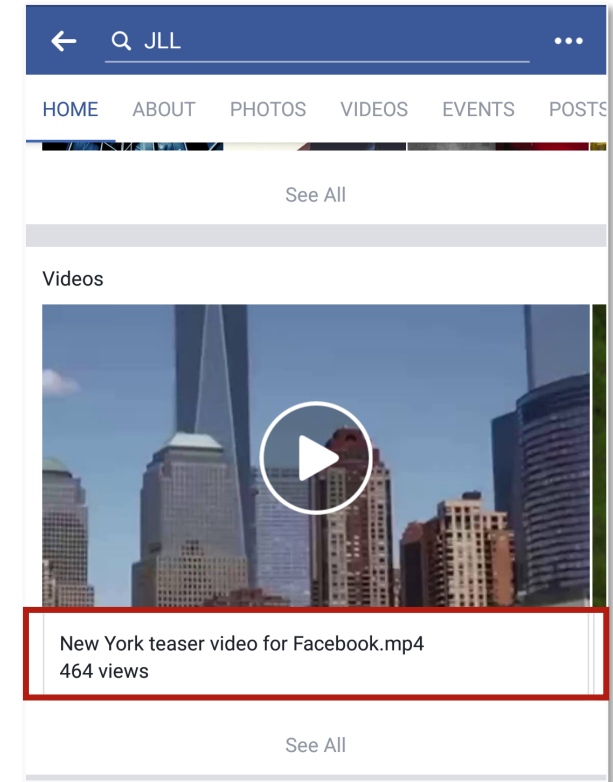 JLL
HOME ABOUT PHOTOS VIDEOS EVENTS POSTS
See All
Videos
New York teaser video for Facebook.mp4
464 views
See All